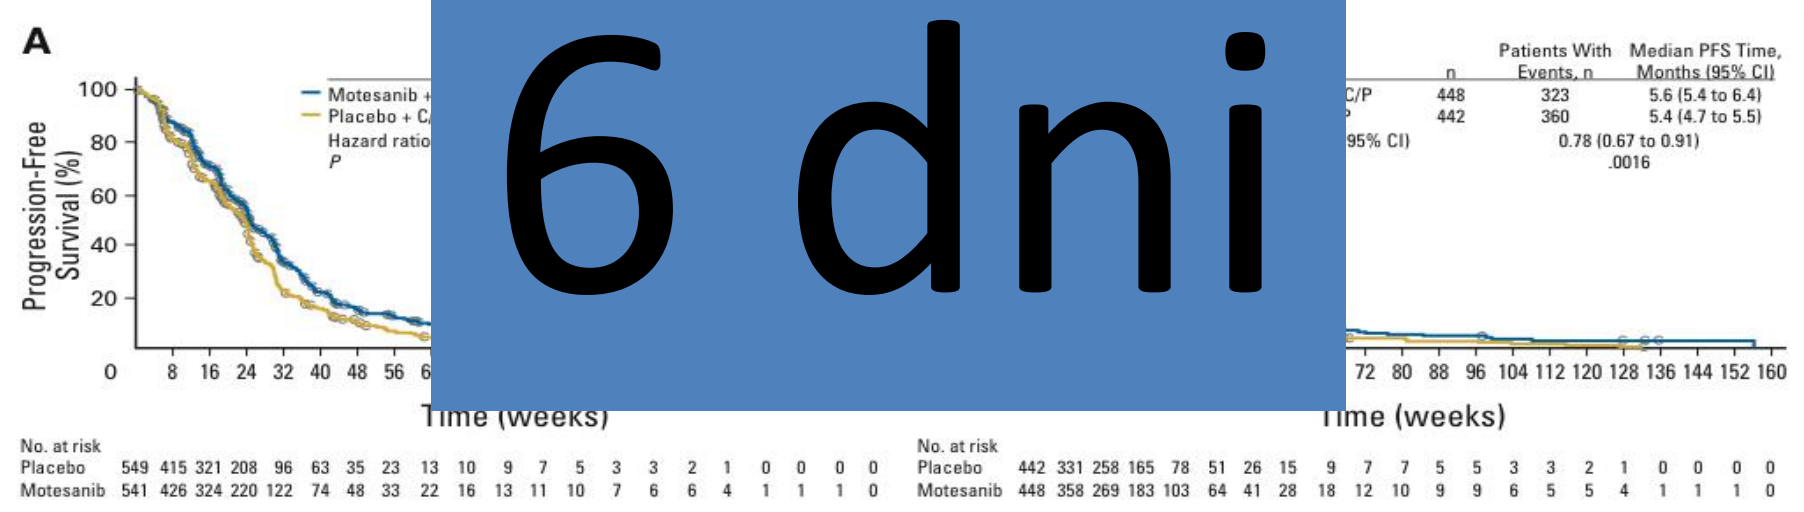 A
6 dni
Patients With Median PFS Time,
n Events, n Months (95% CI)
Motesanib +
C/P 448 323 5.6 (5.4 to 6.4)
Placebo + C/
442 360 5.4 (4.7 to 5.5)
Hazard ratio
95% CI) 0.78 (0.67 to 0.91)
P
.0016
Progression-Free
Survival (%)
100
80
60
40
20
0 8 16 24 32 40 48 56
72 80 88 96 104 112 120 128 136 144 152 160
Time (weeks)
Time (weeks)
No. at risk
Placebo 549 415 321 208 96 63 35 23 13 10 9 7 5 3 3 2 1 0 0 0 0
Motesanib 541 426 324 220 122 74 48 33 22 16 13 11 10 7 6 6 4 1 1 1 0
No. at risk
Placebo 442 331 258 165 78 51 26 15 9 7 7 5 5 3 3 2 1 0 0 0 0
Motesanib 448 358 269 183 103 64 41 28 18 12 10 9 9 6 5 5 4 1 1 1 0